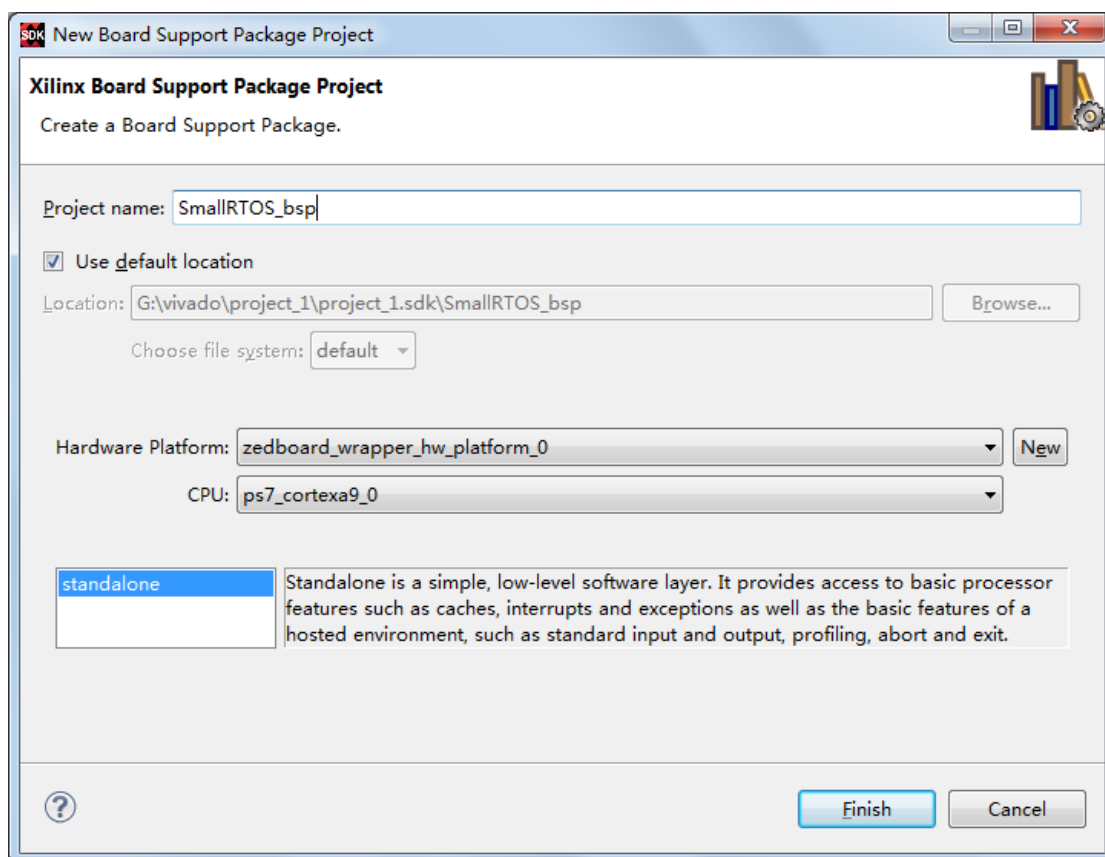 SDK New Board Support Package Project
Xilinx Board Support Package Project
Create a Board Support Package.
Project name: SmallRTOS_bsp
Use default location
Location: G:\vivado\project_1\project_1.sdk\SmallRTOS_bsp Browse...
Choose file system: default
Hardware Platform: zedboard_wrapper_hw_platform_0 New
CPU: ps7_cortexa9_0
standalone Standalone is a simple, low-level software layer. It provides access to basic processor
features such as caches, interrupts and exceptions as well as the basic features of a
hosted environment, such as standard input and output, profiling, abort and exit.
? Finish Cancel